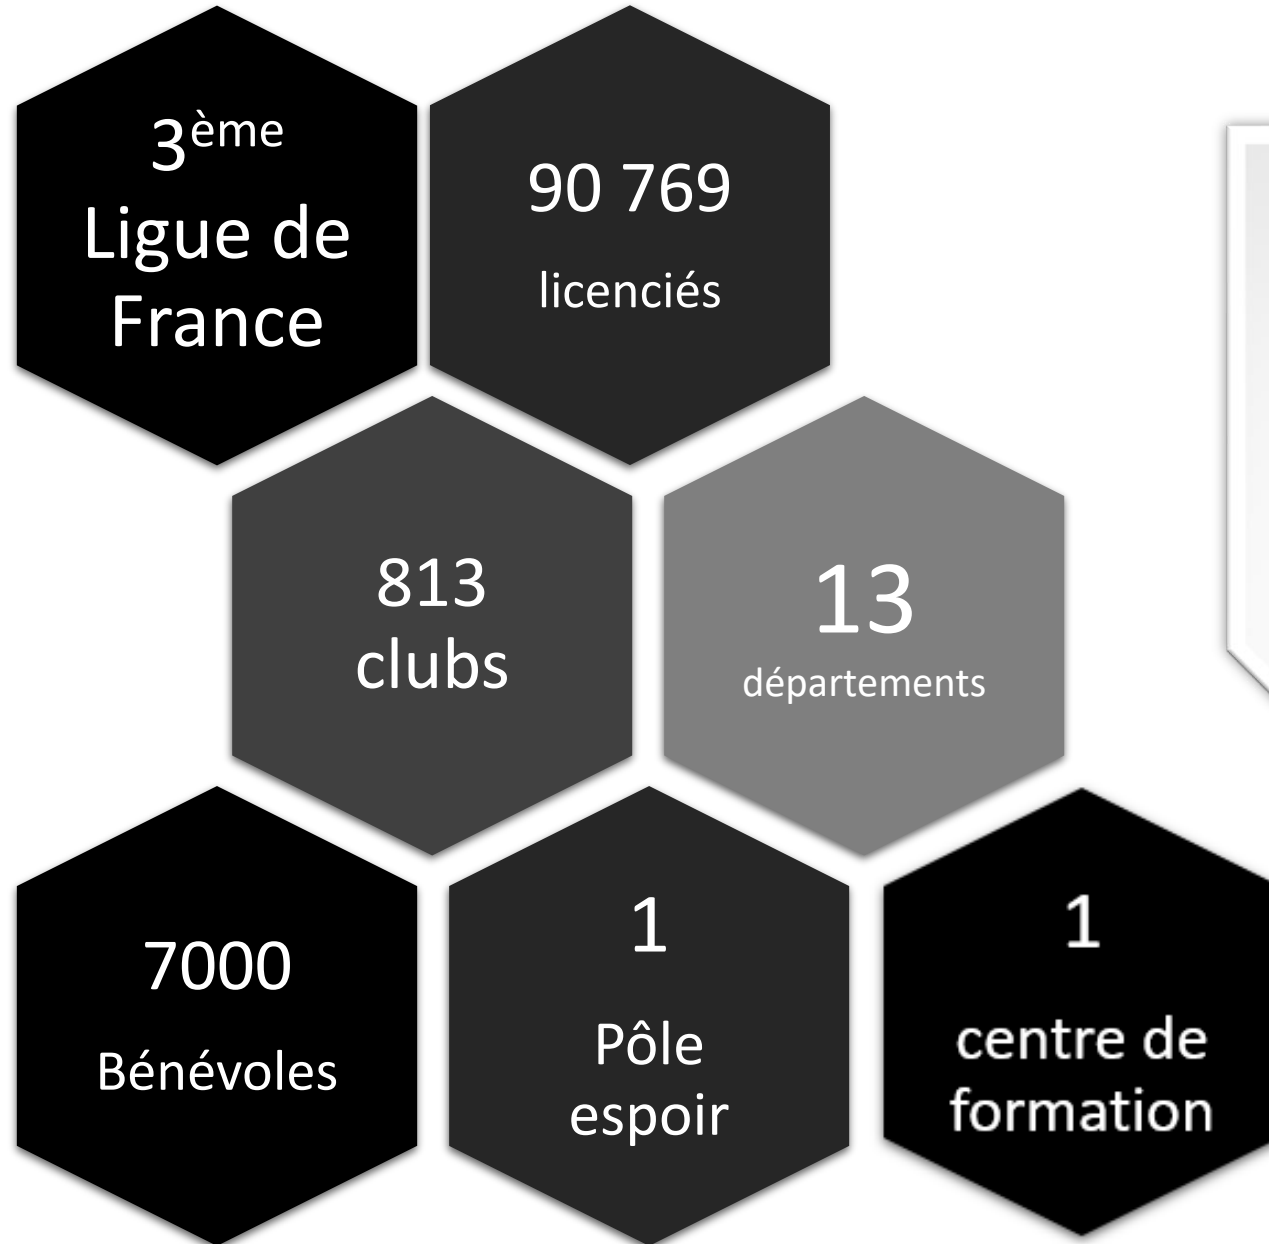 3ème
Ligue de
France
90 769
licenciés
813
clubs
13
départements
7000
Bénévoles
1
Pôle
espoir
1
centre de
formation